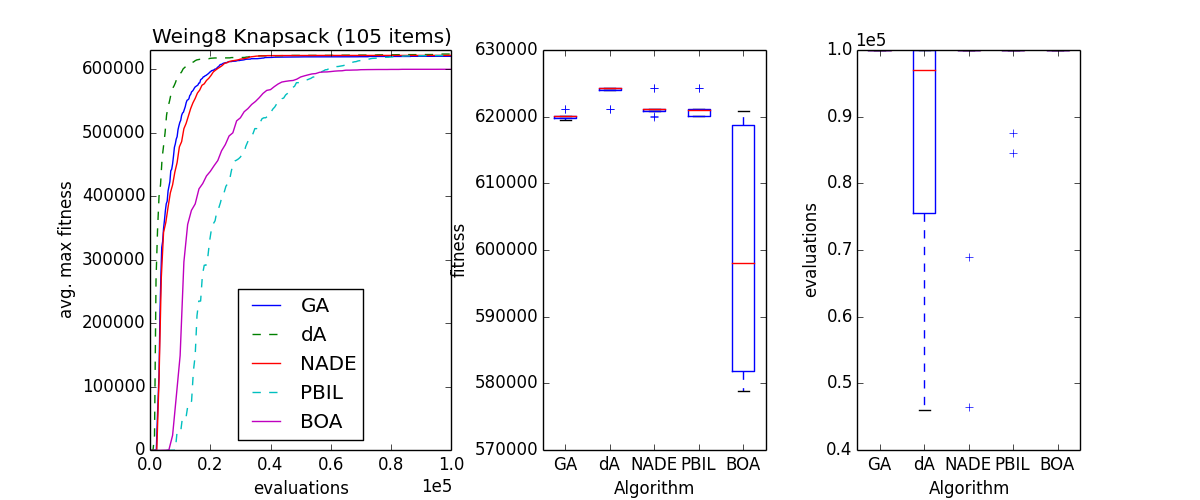 Weing8 Knapsack (105 items)
avg. max fitness
600000
500000
400000
300000
200000
100000
0
0.0 0.2 0.4 0.6 0.8 1.0
1e5
evaluations
GA
dA
NADE
PBIL
BOA
fitness
630000
620000
610000
600000
590000
580000
570000
GA dA NADE PBIL BOA
Algorithm
1e5
evaluations
1.0
0.9
0.8
0.7
0.6
0.5
0.4
GA dA NADE PBIL BOA
Algorithm